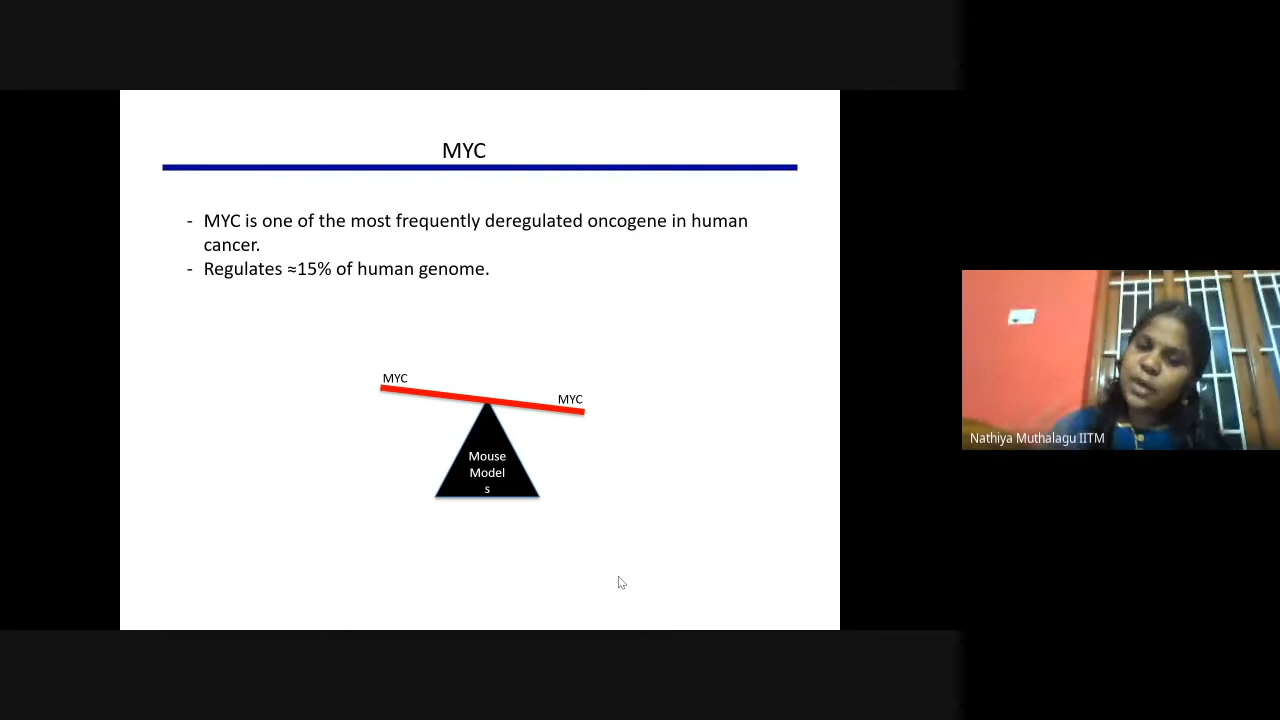 MYC
- MYC is one of the most frequently deregulated oncogene in human
cancer.
- Regulates ≈15% of human genome.
MYC
MYC
Mouse
Model
s
Nathiya Muthalagu IITM